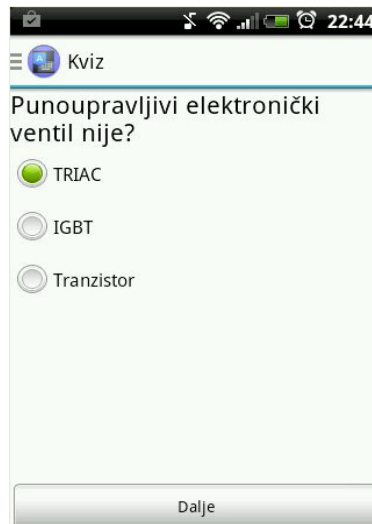 22:44
Kviz
Punoupravljivi elektronički
ventil nije?
TRIAC
IGBT
Tranzistor
Dalje